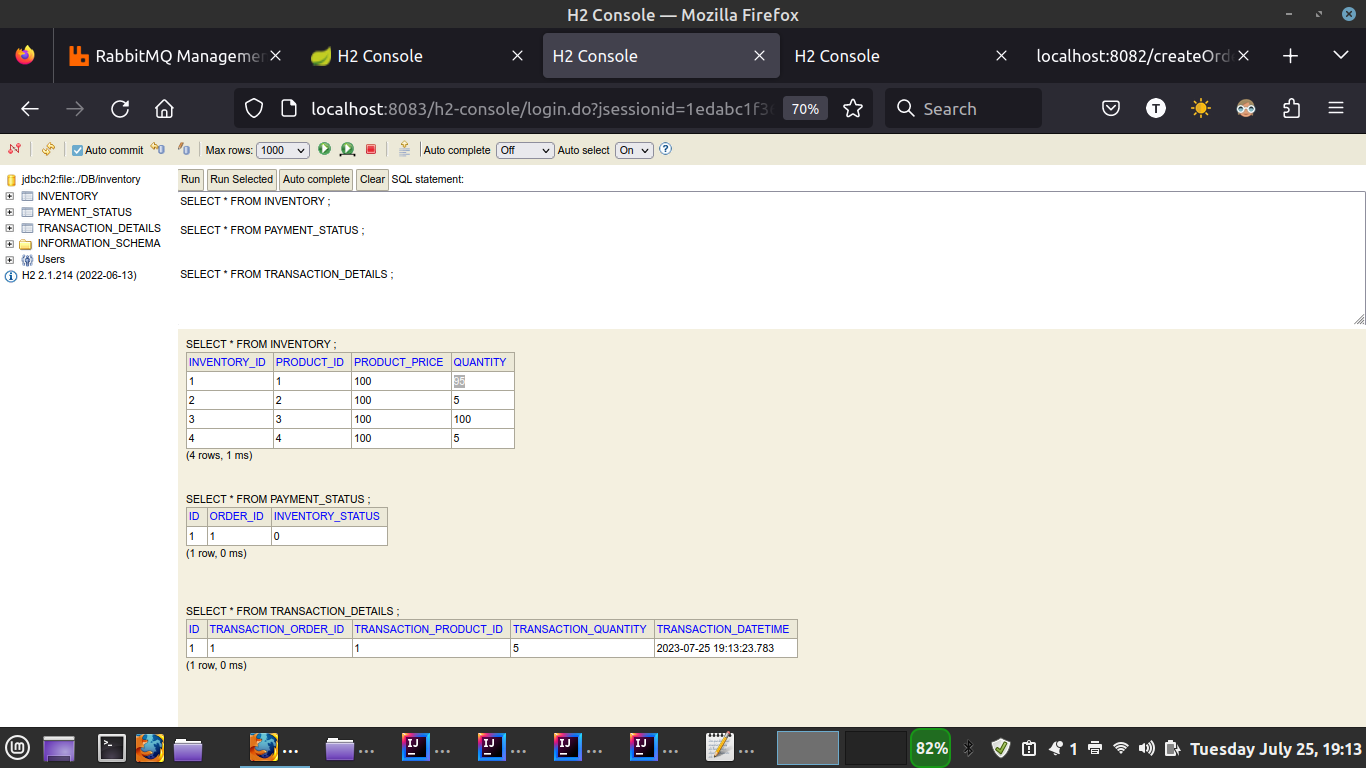 H2 Console — Mozilla Firefox
RabbitMQ Managemen
H2 Console
H2 Console
H2 Console
localhost:8082/createOrde
localhost:8083/h2-console/login.do?jsessionid=1edabc1f3
70%
Search
T
Auto commit
Max rows: 1000
Auto complete Off
Auto select On
jdbc:h2:file:./DB/inventory
INVENTORY
PAYMENT_STATUS
TRANSACTION_DETAILS
INFORMATION_SCHEMA
Users
H2 2.1.214 (2022-06-13)
Run Run Selected Auto complete Clear SQL statement:
SELECT * FROM INVENTORY ;
SELECT * FROM PAYMENT_STATUS ;
SELECT * FROM TRANSACTION_DETAILS ;
SELECT * FROM INVENTORY ;
INVENTORY_ID PRODUCT_ID PRODUCT_PRICE QUANTITY
1 1 100 95
2 2 100 5
3 3 100 100
4 4 100 5
(4 rows, 1 ms)
SELECT * FROM PAYMENT_STATUS ;
ID ORDER_ID INVENTORY_STATUS
1 1 0
(1 row, 0 ms)
SELECT * FROM TRANSACTION_DETAILS ;
ID TRANSACTION_ORDER_ID TRANSACTION_PRODUCT_ID TRANSACTION_QUANTITY TRANSACTION_DATETIME
1 1 1 5 2023-07-25 19:13:23.783
(1 row, 0 ms)
... ... ... ... ... ... ...
82%
1
Tuesday July 25, 19:13